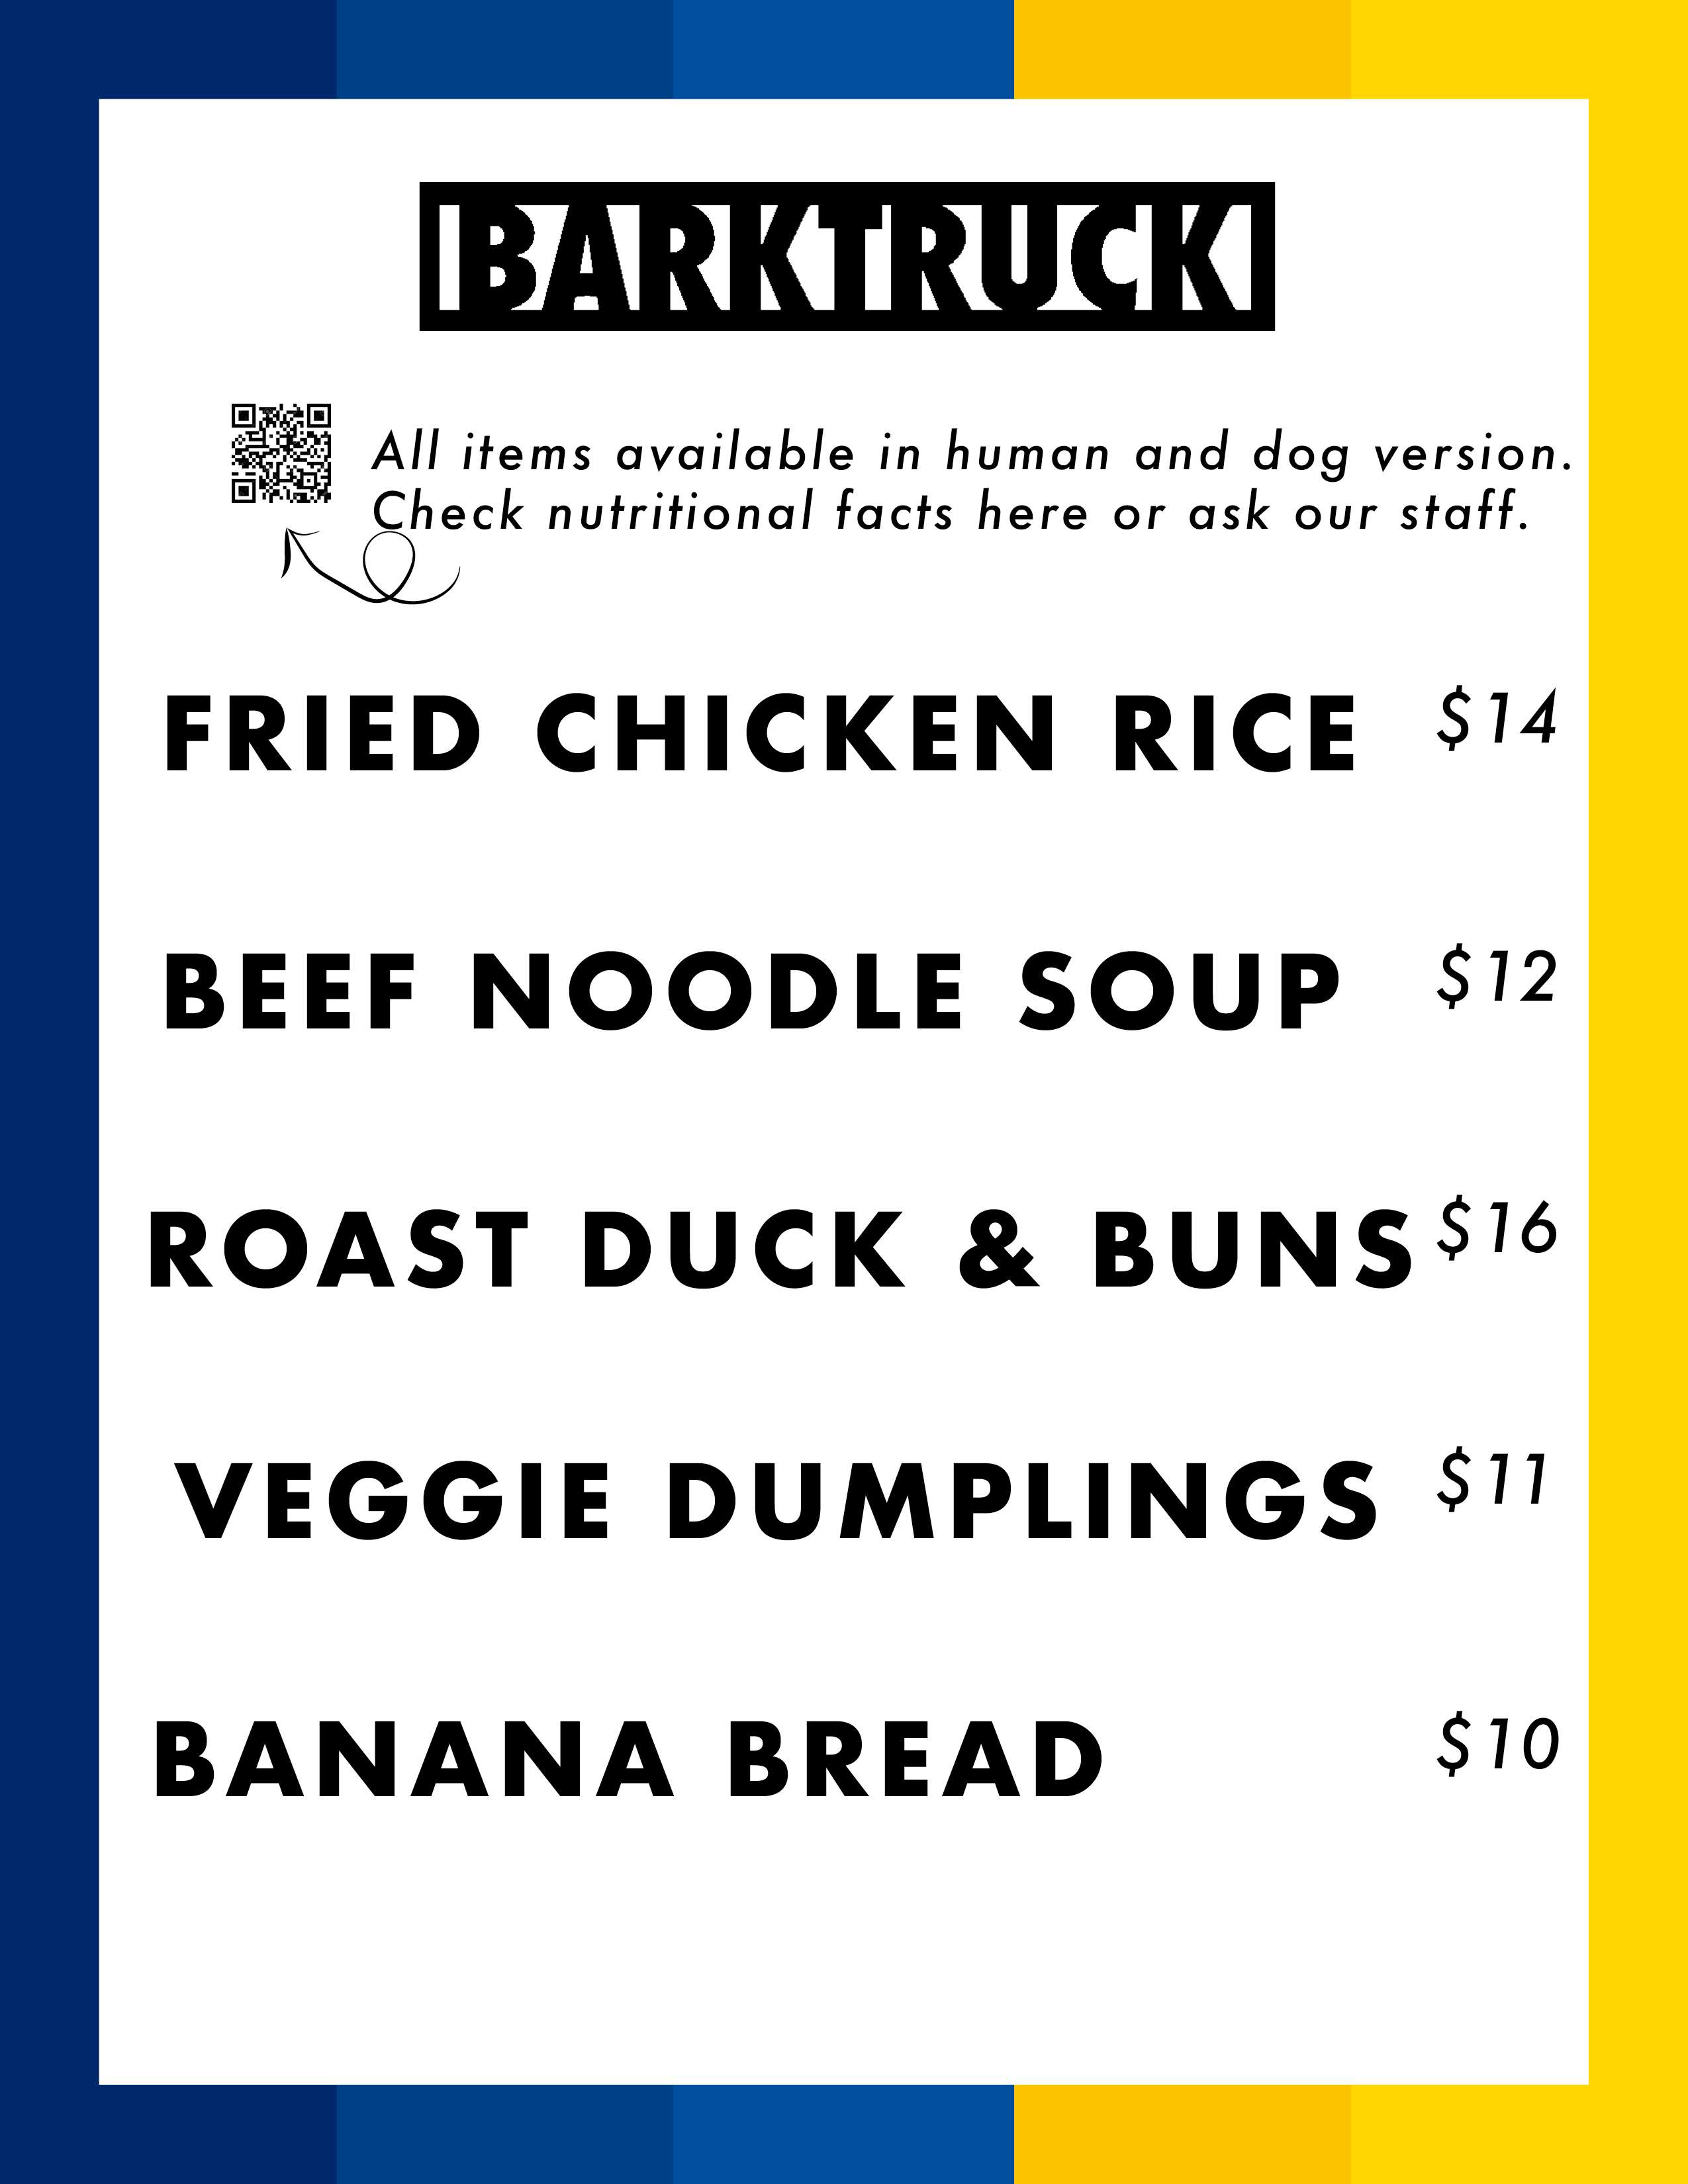 BARKTRUCK
All items available in human and dog version.
Check nutritional facts here or ask our staff.
FRIED CHICKEN RICE $14
BEEF NOODLE SOUP $12
ROAST DUCK & BUNS $16
VEGGIE DUMPLINGS $11
BANANA BREAD $10